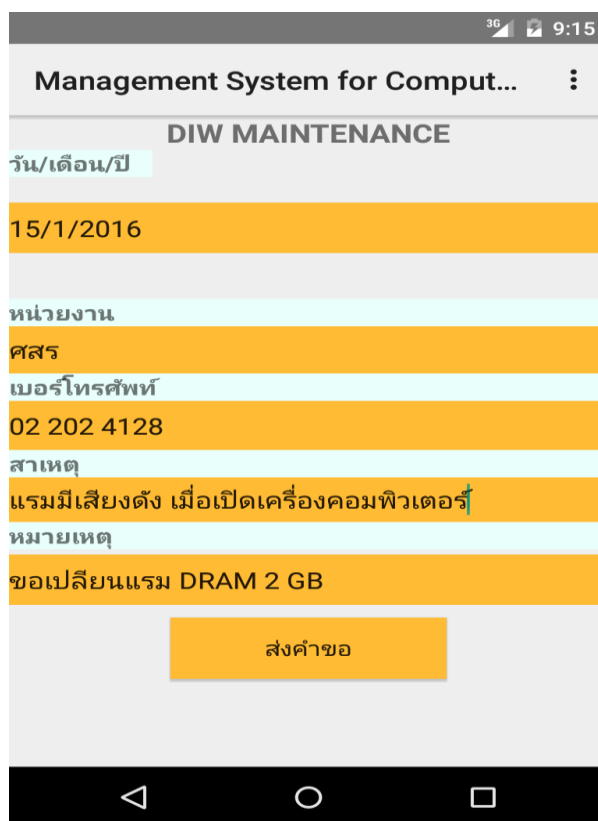 3G 9:15
Management System for Comput...
DIW MAINTENANCE
วัน/เดือน/ปี
15/1/2016
หน่วยงาน
ศสร
เบอร์โทรศัพท์
02 202 4128
สาเหตุ
แรมมีเสียงดัง เมื่อเปิดเครื่องคอมพิวเตอร์
หมายเหตุ
ขอเปลียนแรม DRAM 2 GB
ส่งคำขอ